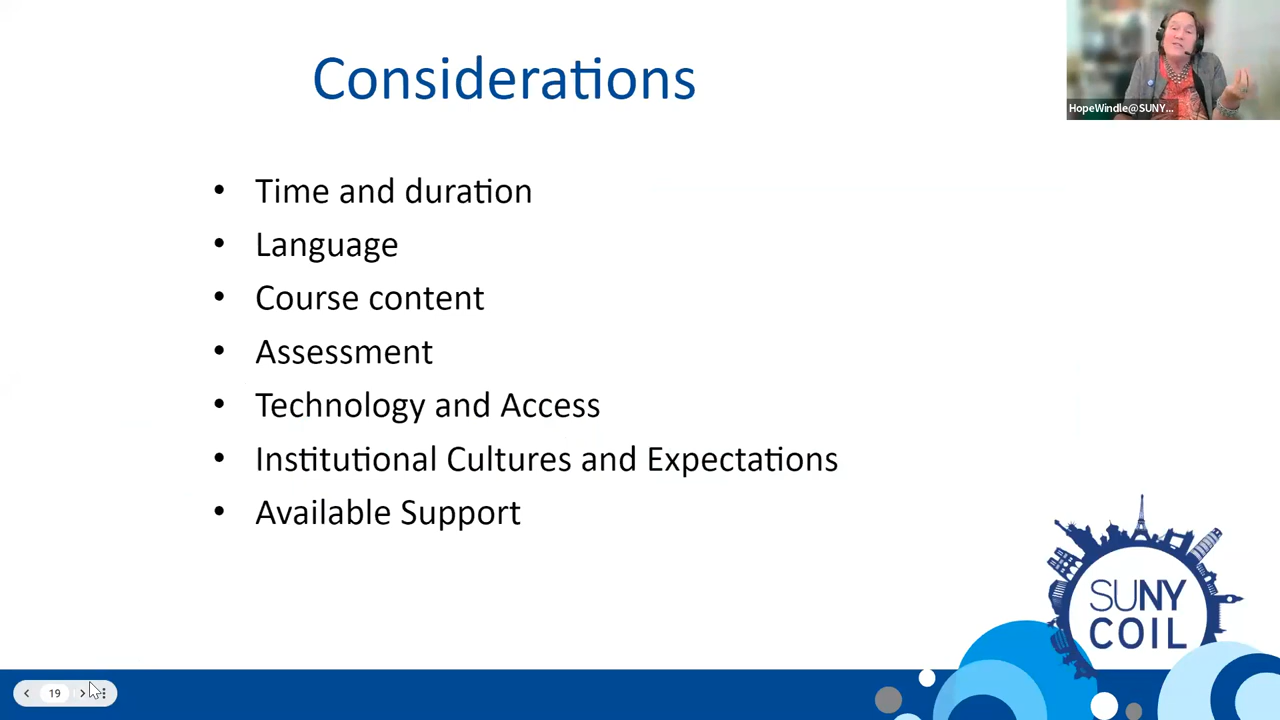 Considerations
HopeWindle@SUNY...
• Time and duration
• Language
• Course content
• Assessment
• Technology and Access
• Institutional Cultures and Expectations
• Available Support
SUNY
COIL
19